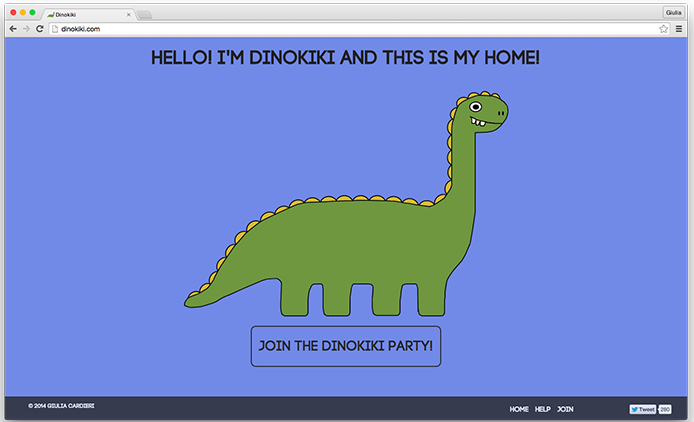 Dinokiki
Giulia
dinokiki.com
HELLO! I'M DINOKIKI AND THIS IS MY HOME!
JOIN THE DINOKIKI PARTY!
© 2014 GIULIA CARDIERI
HOME HELP JOIN
Tweet 280